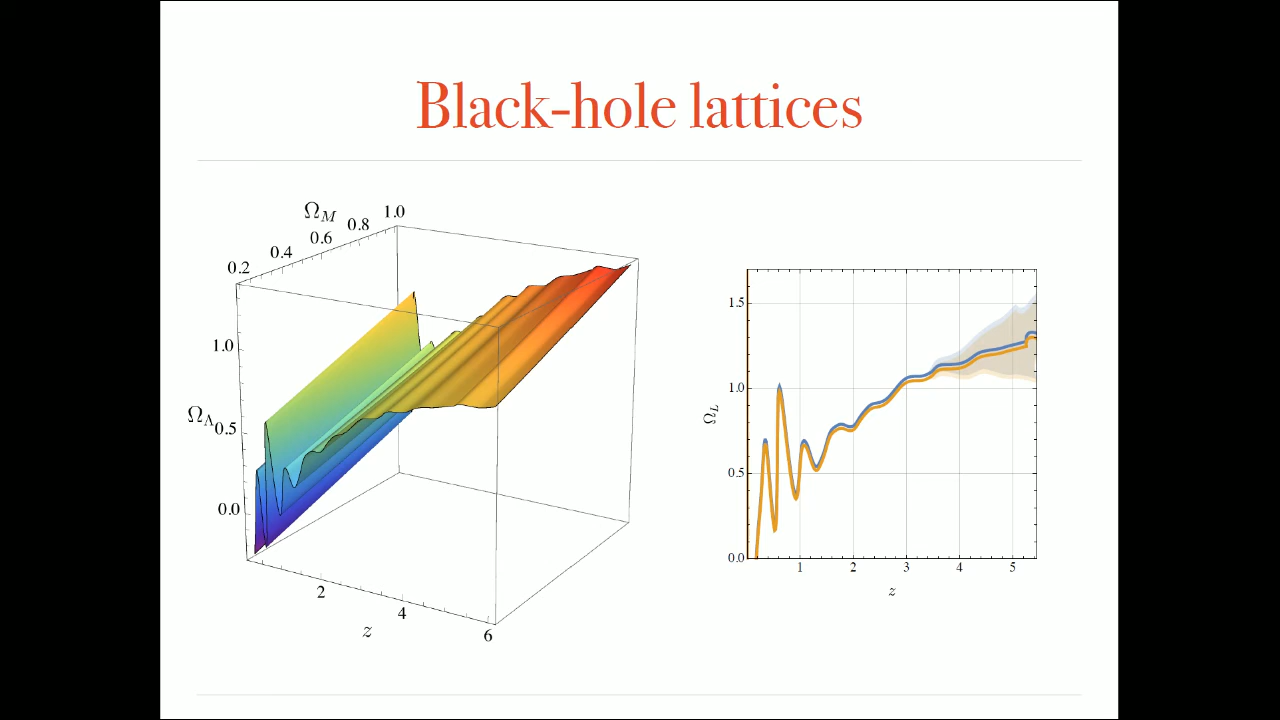 Black-hole lattices
Ω_M
0.2 0.4 0.6 0.8 1.0
Ω_Λ
1.0
0.5
0.0
2 4 6
z
Ω_L
1.5
1.0
0.5
0.0
1 2 3 4 5
z